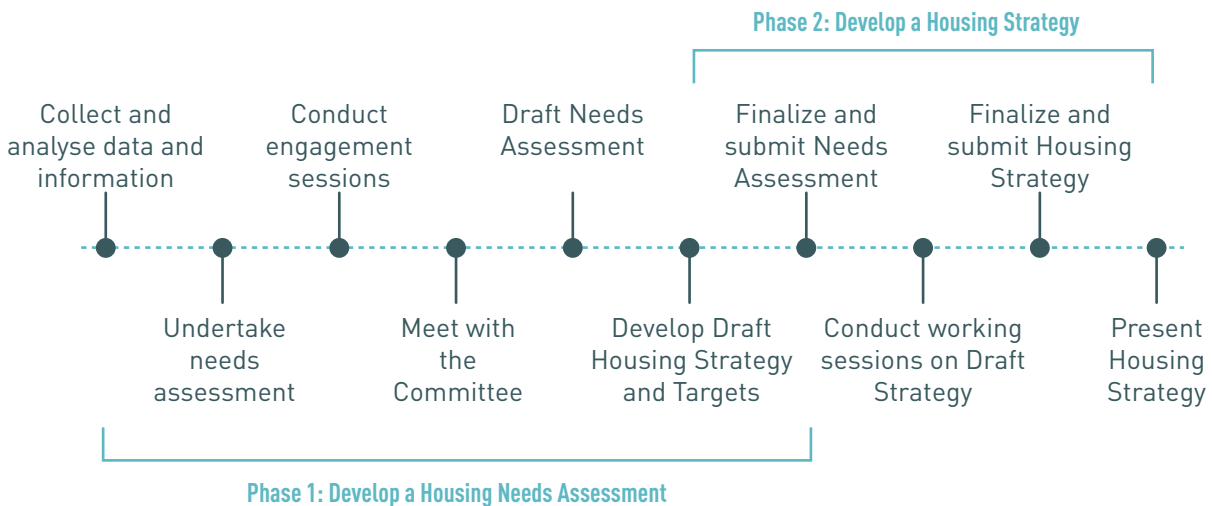 Phase 2: Develop a Housing Strategy
Collect and
analyse data and
information
Conduct
engagement
sessions
Draft Needs
Assessment
Finalize and
submit Needs
Assessment
Finalize and
submit Housing
Strategy
Undertake
needs
assessment
Meet with
the
Committee
Develop Draft
Housing Strategy
and Targets
Conduct working
sessions on Draft
Strategy
Present
Housing
Strategy
Phase 1: Develop a Housing Needs Assessment